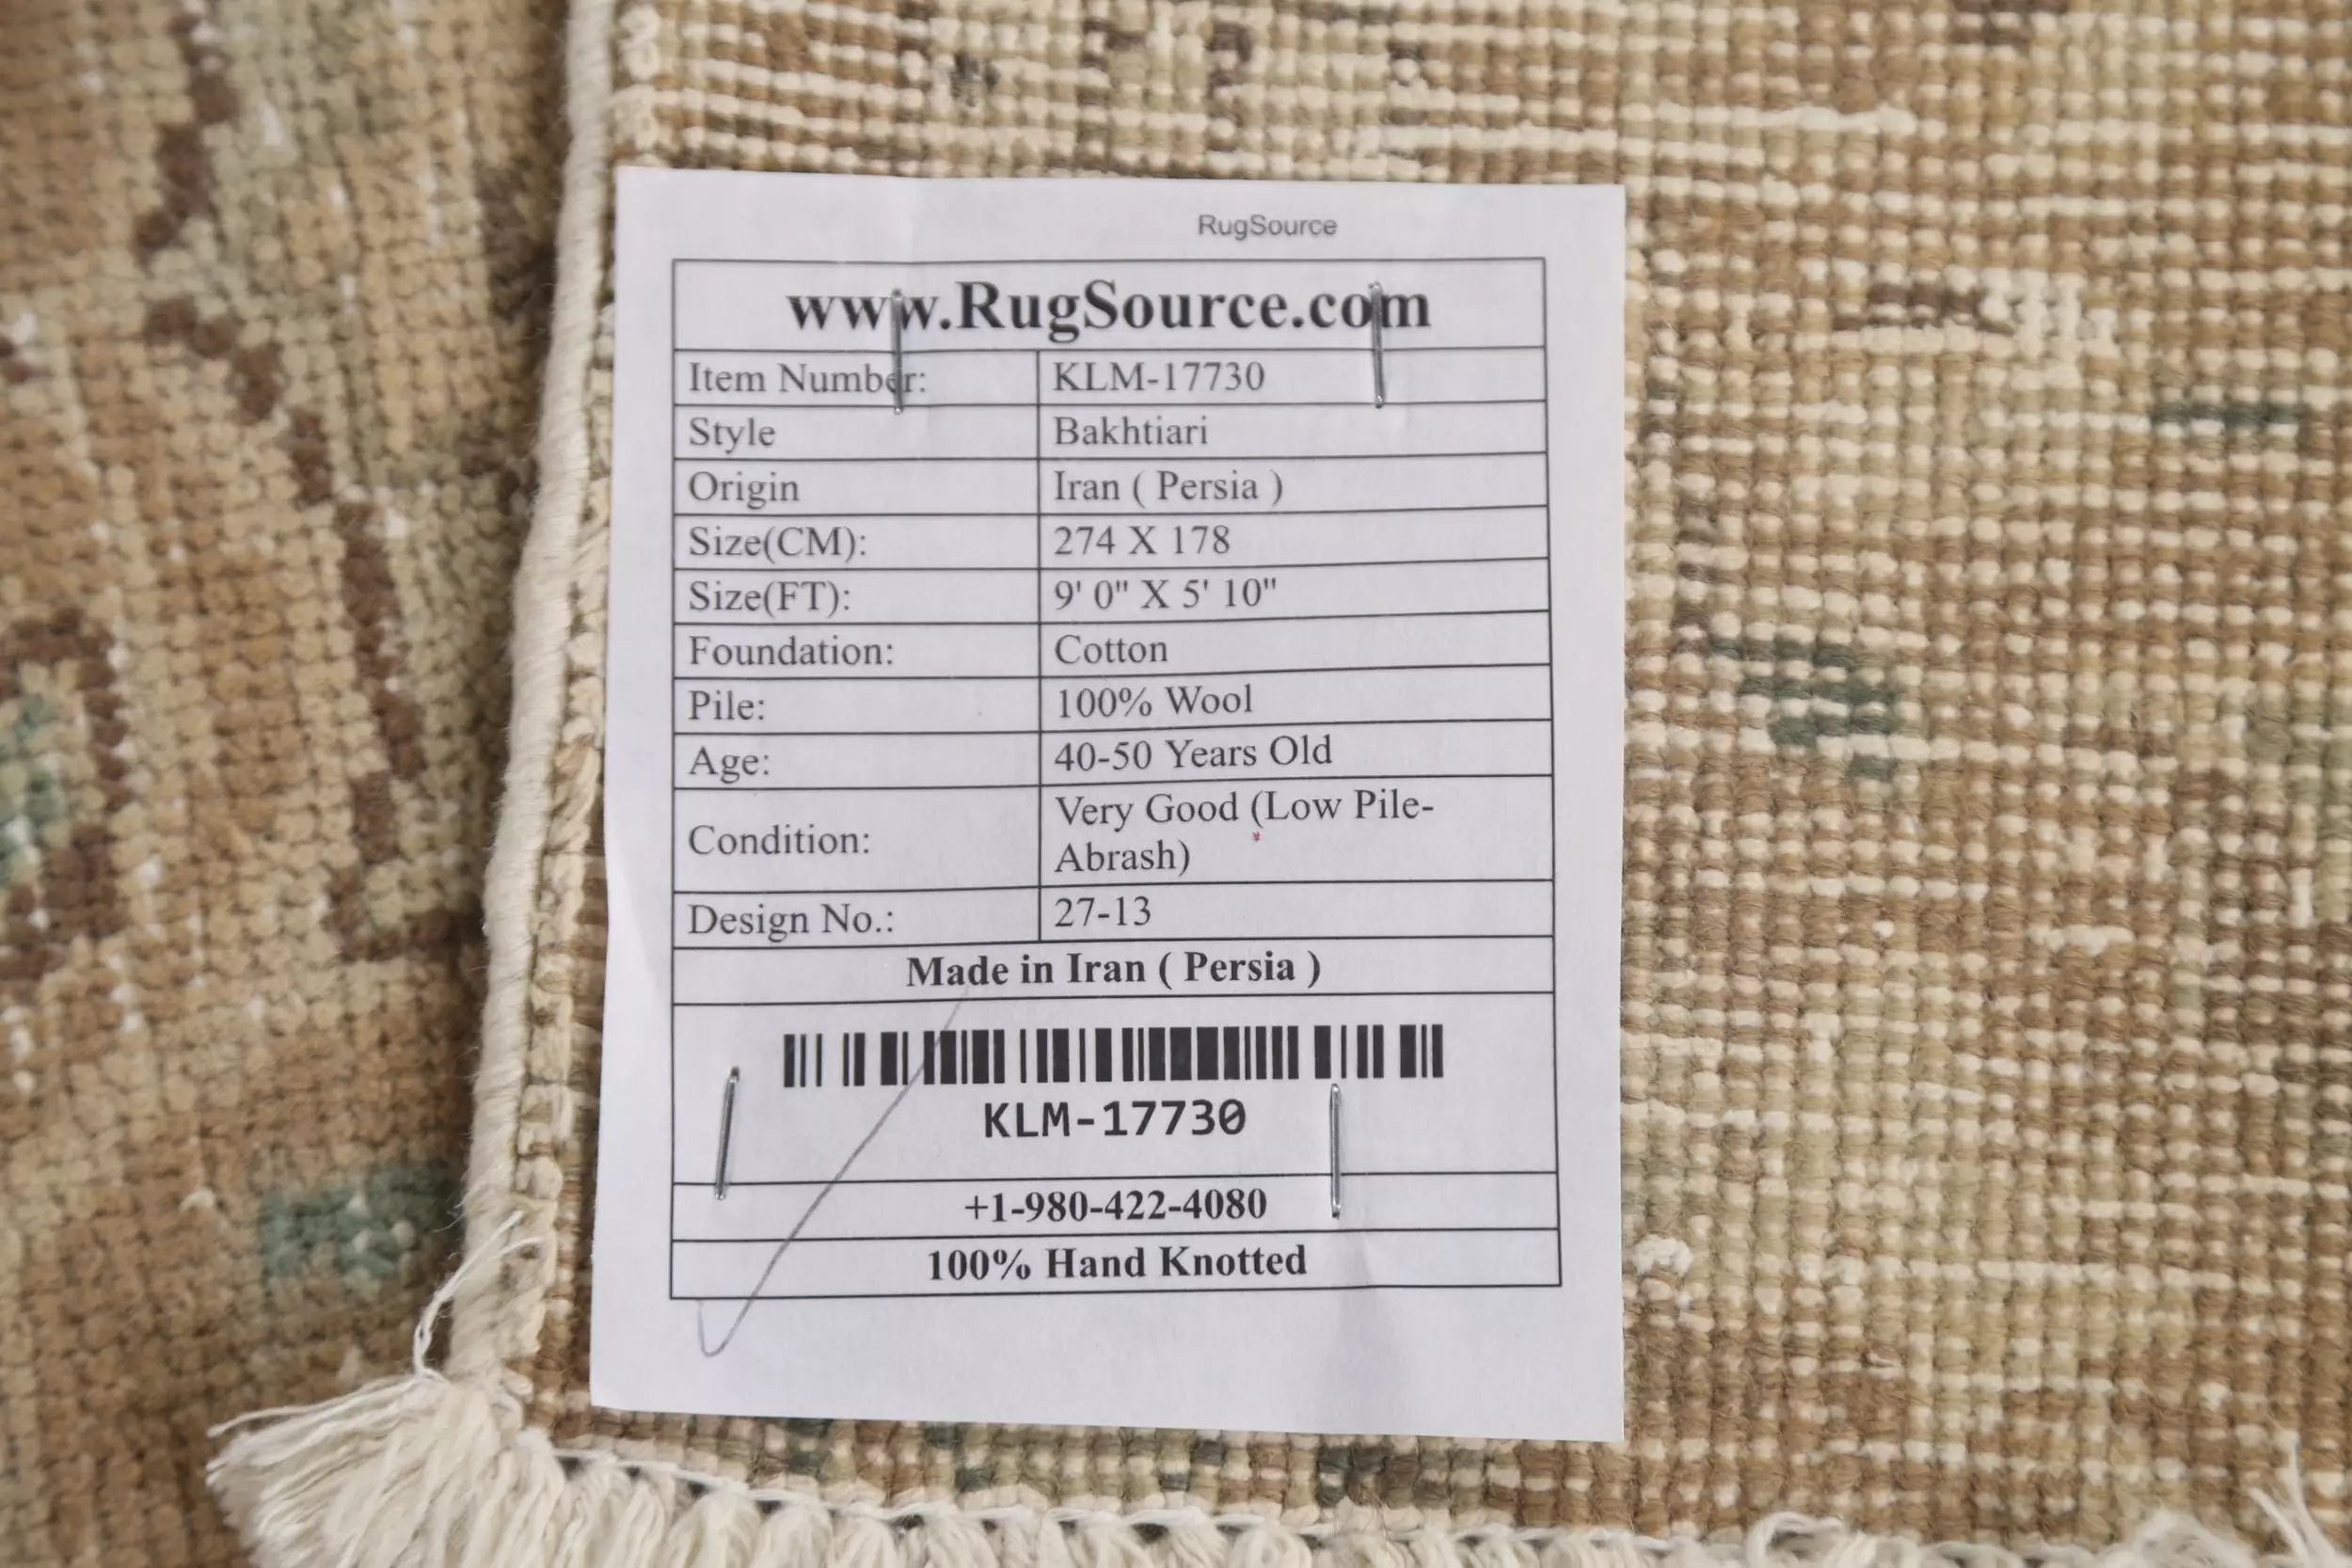 RugSource
www.RugSource.com
Item Number: KLM-17730
Style Bakhtiari
Origin Iran ( Persia )
Size(CM): 274 X 178
Size(FT): 9' 0" X 5' 10"
Foundation: Cotton
Pile: 100% Wool
Age: 40-50 Years Old
Condition: Very Good (Low Pile-
Abrash)
Design No.: 27-13
Made in Iran ( Persia )
KLM-17730
+1-980-422-4080
100% Hand Knotted